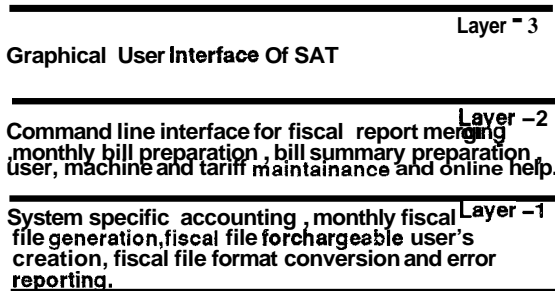 Layer - 3
Graphical User Interface Of SAT
Layer -2
Command line interface for fiscal report merging
,monthly bill preparation , bill summary preparation ,
user, machine and tariff maintainance and online help.
Layer -1
System specific accounting , monthly fiscal
file generation,fiscal file forchargeable user's
creation, fiscal file format conversion and error
reporting.